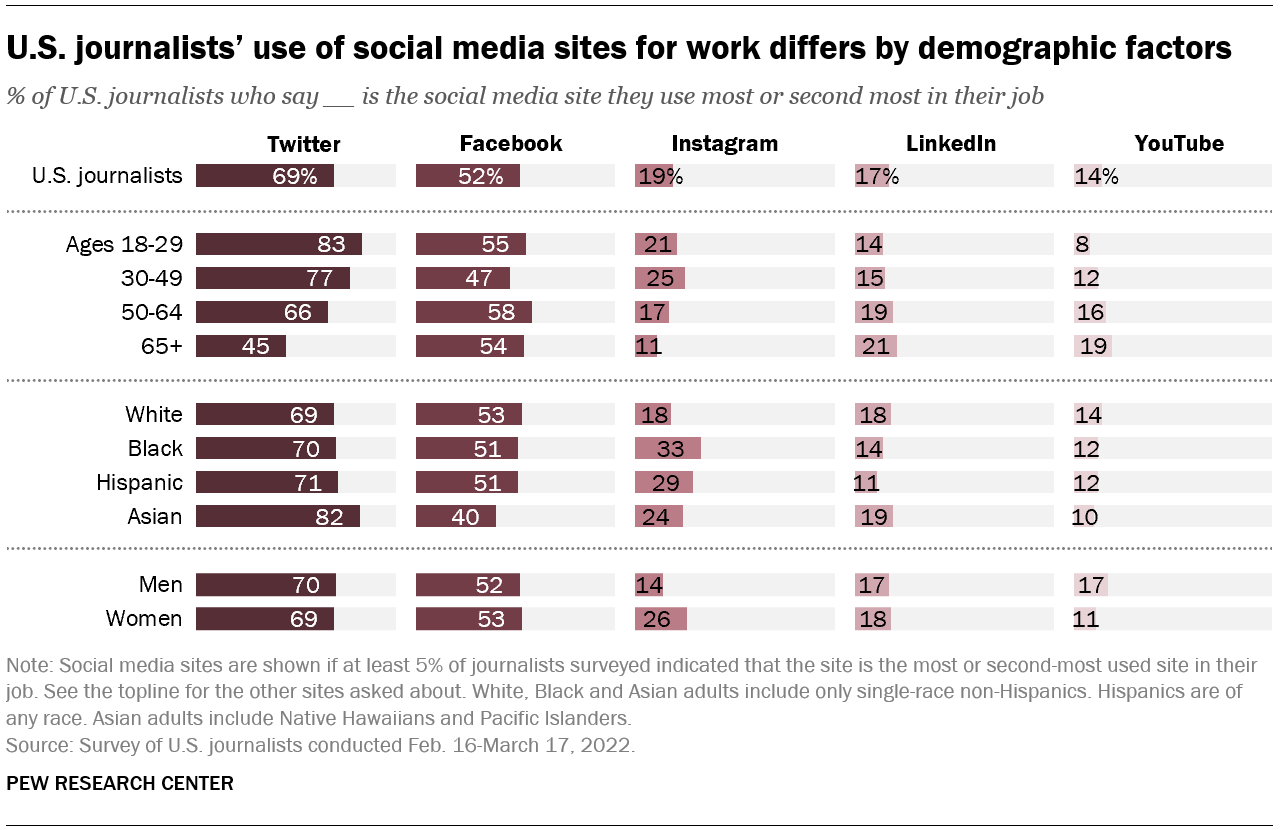 U.S. journalists’ use of social media sites for work differs by demographic factors
% of U.S. journalists who say __ is the social media site they use most or second most in their job
Twitter Facebook Instagram LinkedIn YouTube
U.S. journalists 69% 52% 19% 17% 14%
Ages 18-29 83 55 21 14 8
30-49 77 47 25 15 12
50-64 66 58 17 19 16
65+ 45 54 11 21 19
White 69 53 18 18 14
Black 70 51 33 14 12
Hispanic 71 51 29 11 12
Asian 82 40 24 19 10
Men 70 52 14 17 17
Women 69 53 26 18 11
Note: Social media sites are shown if at least 5% of journalists surveyed indicated that the site is the most or second-most used site in their
job. See the topline for the other sites asked about. White, Black and Asian adults include only single-race non-Hispanics. Hispanics are of
any race. Asian adults include Native Hawaiians and Pacific Islanders.
Source: Survey of U.S. journalists conducted Feb. 16-March 17, 2022.
PEW RESEARCH CENTER